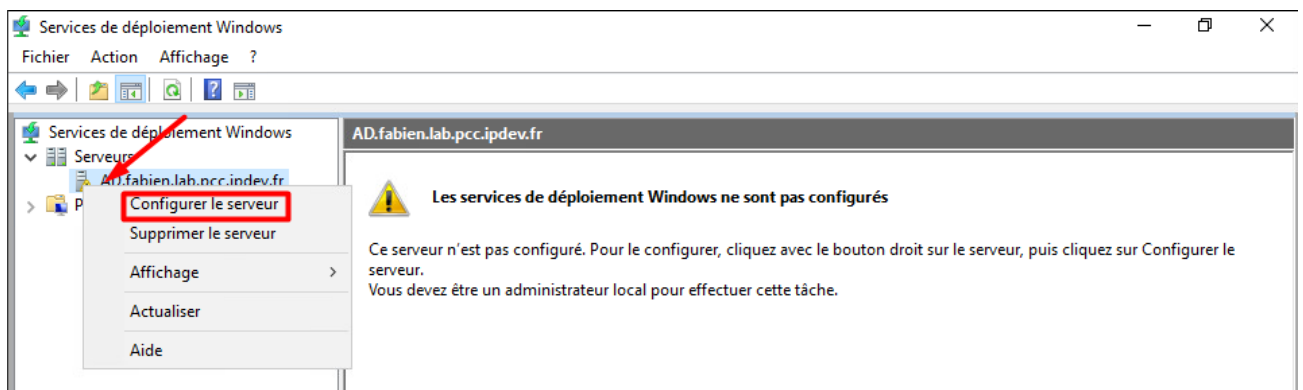 Services de déploiement Windows
Fichier Action Affichage ?
Services de déploiement Windows
Serveurs
AD.fabien.lab.pcc.ipdev.fr
P
Configurer le serveur
Supprimer le serveur
Affichage
Actualiser
Aide
AD.fabien.lab.pcc.ipdev.fr
Les services de déploiement Windows ne sont pas configurés
Ce serveur n'est pas configuré. Pour le configurer, cliquez avec le bouton droit sur le serveur, puis cliquez sur Configurer le
serveur.
Vous devez être un administrateur local pour effectuer cette tâche.